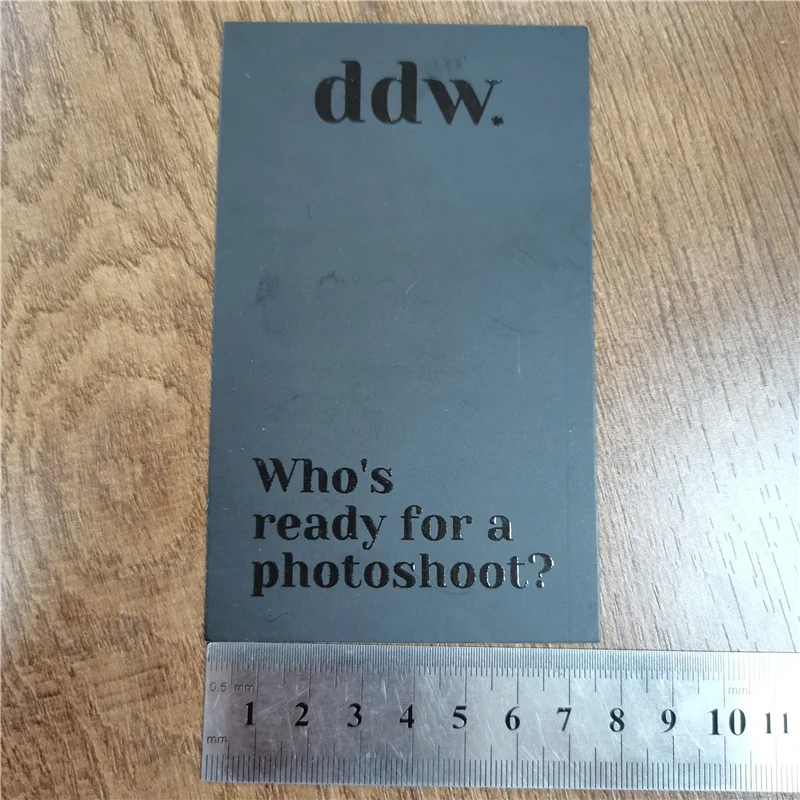 ddw.
Who's
ready for a
photoshoot?
0.5 mm
mm
1 2 3 4 5 6 7 8 9 10 11
mm